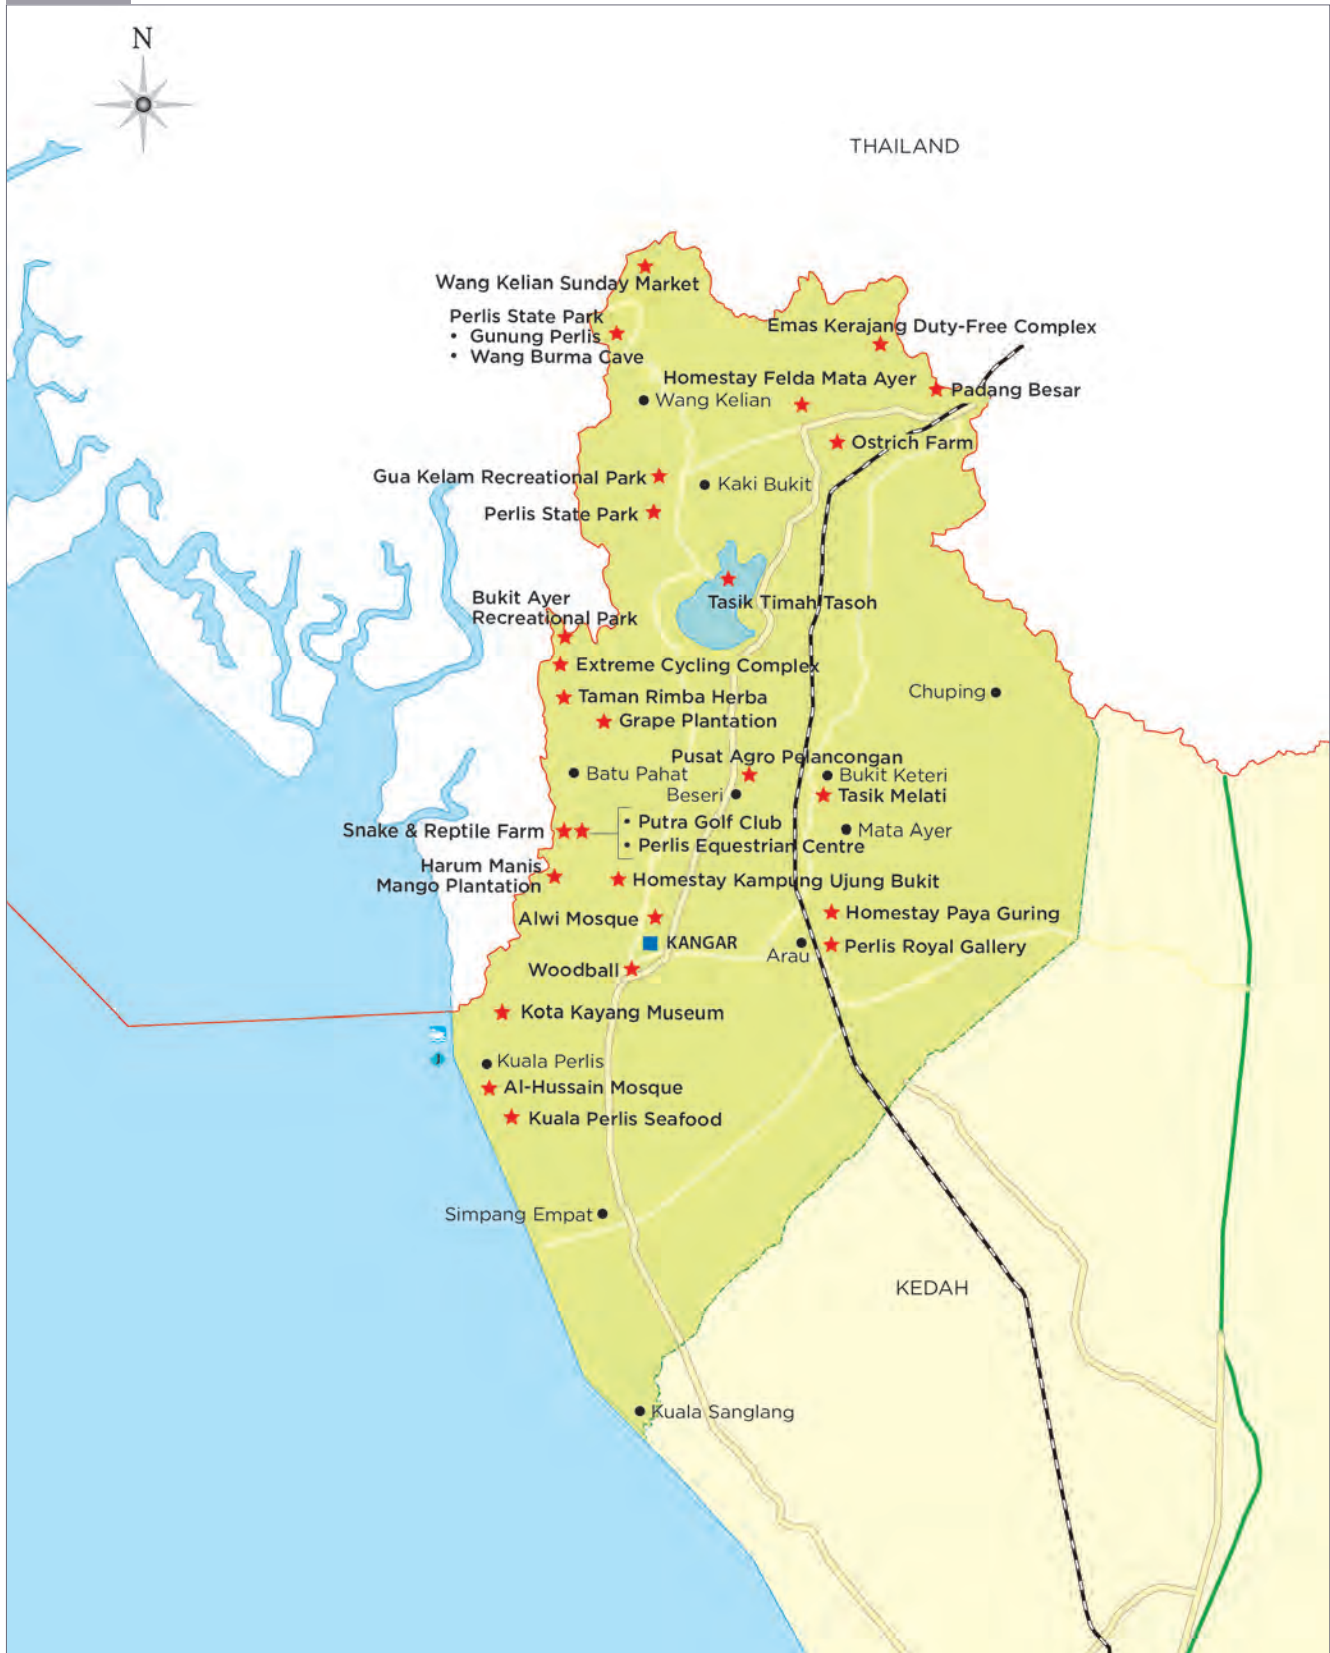 N
THAILAND
Wang Kelian Sunday Market
Perlis State Park
• Gunung Perlis
• Wang Burma Cave
Emas Kerajang Duty-Free Complex
Homestay Felda Mata Ayer
Padang Besar
Wang Kelian
Ostrich Farm
Gua Kelam Recreational Park
Kaki Bukit
Perlis State Park
Tasik Timah Tasoh
Bukit Ayer
Recreational Park
Extreme Cycling Complex
Chuping
Taman Rimba Herba
Grape Plantation
Pusat Agro Pelancongan
Batu Pahat
Bukit Keteri
Beseri
Tasik Melati
Snake & Reptile Farm
• Putra Golf Club
• Perlis Equestrian Centre
Mata Ayer
Harum Manis
Mango Plantation
Homestay Kampung Ujung Bukit
Alwi Mosque
Homestay Paya Guring
KANGAR
Arau
Perlis Royal Gallery
Woodball
Kota Kayang Museum
Kuala Perlis
Al-Hussain Mosque
Kuala Perlis Seafood
Simpang Empat
KEDAH
Kuala Sanglang